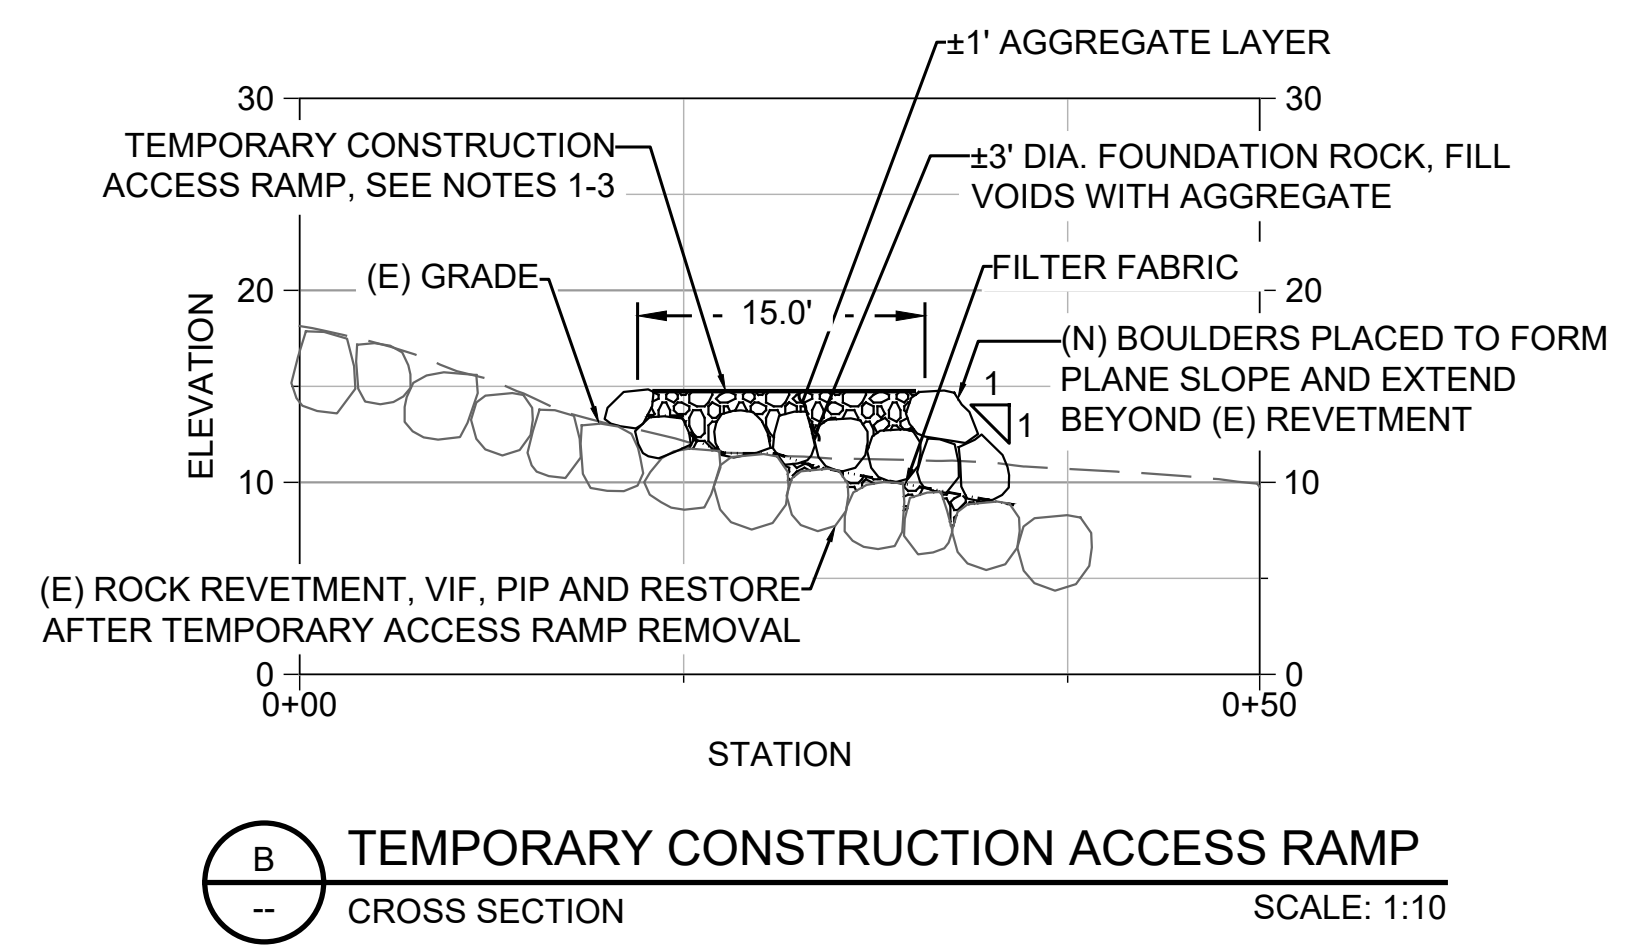 ±1' AGGREGATE LAYER
30
30
TEMPORARY CONSTRUCTION
ACCESS RAMP, SEE NOTES 1-3
±3' DIA. FOUNDATION ROCK, FILL
VOIDS WITH AGGREGATE
(E) GRADE
FILTER FABRIC
20
20
15.0'
(N) BOULDERS PLACED TO FORM
PLANE SLOPE AND EXTEND
BEYOND (E) REVETMENT
1
1
ELEVATION
10
10
(E) ROCK REVETMENT, VIF, PIP AND RESTORE
AFTER TEMPORARY ACCESS RAMP REMOVAL
0
0
0+00
0+50
STATION
B
--
TEMPORARY CONSTRUCTION ACCESS RAMP
CROSS SECTION
SCALE: 1:10